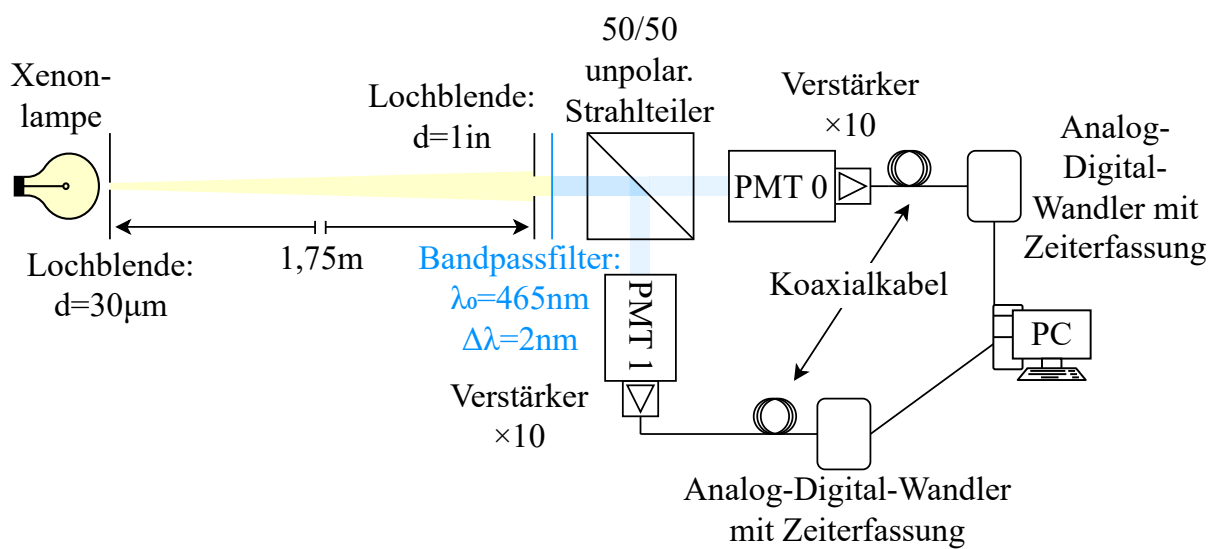 Xenon-
lampe
Lochblende:
d=30μm
1,75m
Lochblende:
d=1in
Bandpassfilter:
λ₀=465nm
Δλ=2nm
50/50
unpolar.
Strahlteiler
PMT 0
Verstärker
×10
PMT 1
Verstärker
×10
Koaxialkabel
Analog-
Digital-
Wandler mit
Zeiterfassung
PC
Analog-Digital-Wandler
mit Zeiterfassung